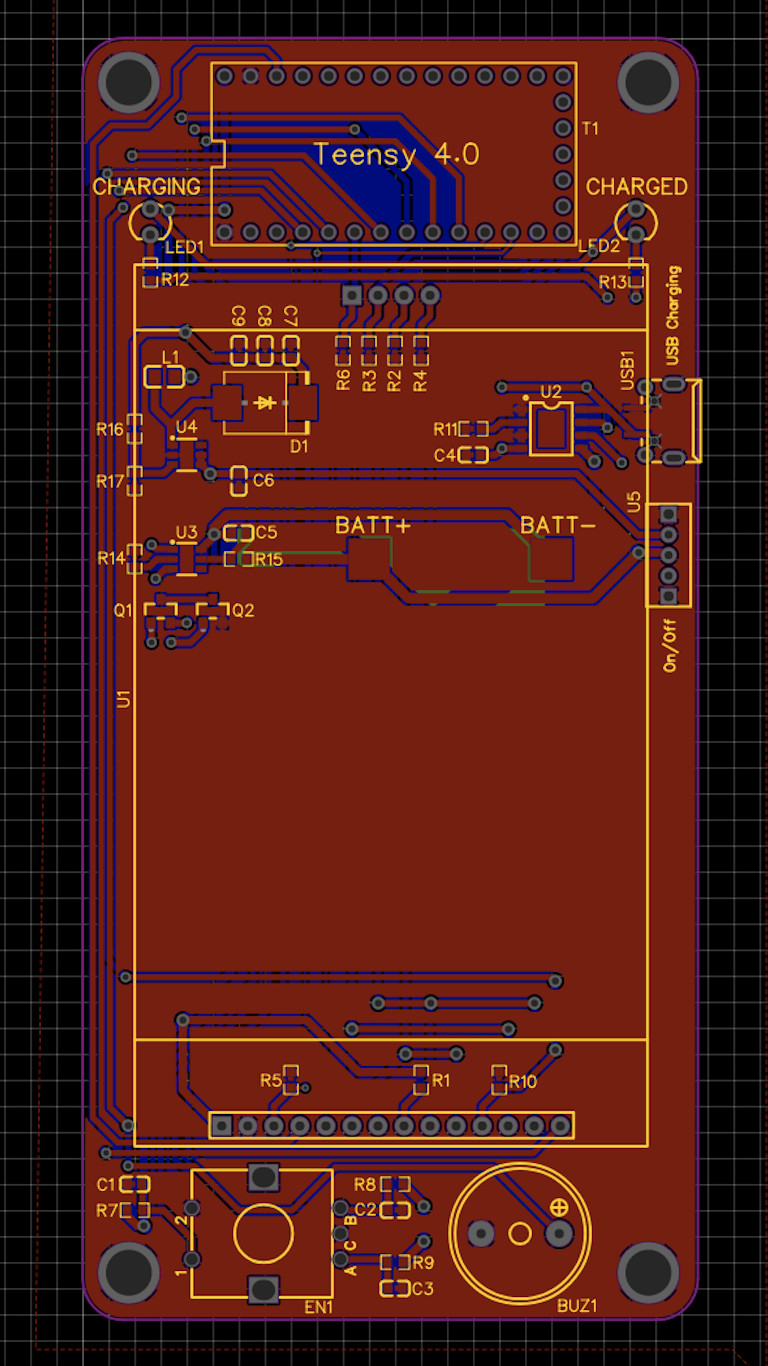 T1
Teensy 4.0
CHARGING
CHARGED
LED1
LED2
R12
R13
USB Charging
C9
C8
C7
R6
R3
R2
R4
L1
USB1
U2
D1
R16
U4
R11
C4
R17
C6
U5
BATT+
BATT-
U3
C5
R14
R15
Q1
Q2
On/Off
U1
R5
R1
R10
C1
R8
R7
C2
2
B
C
1
A
R9
C3
EN1
BUZ1